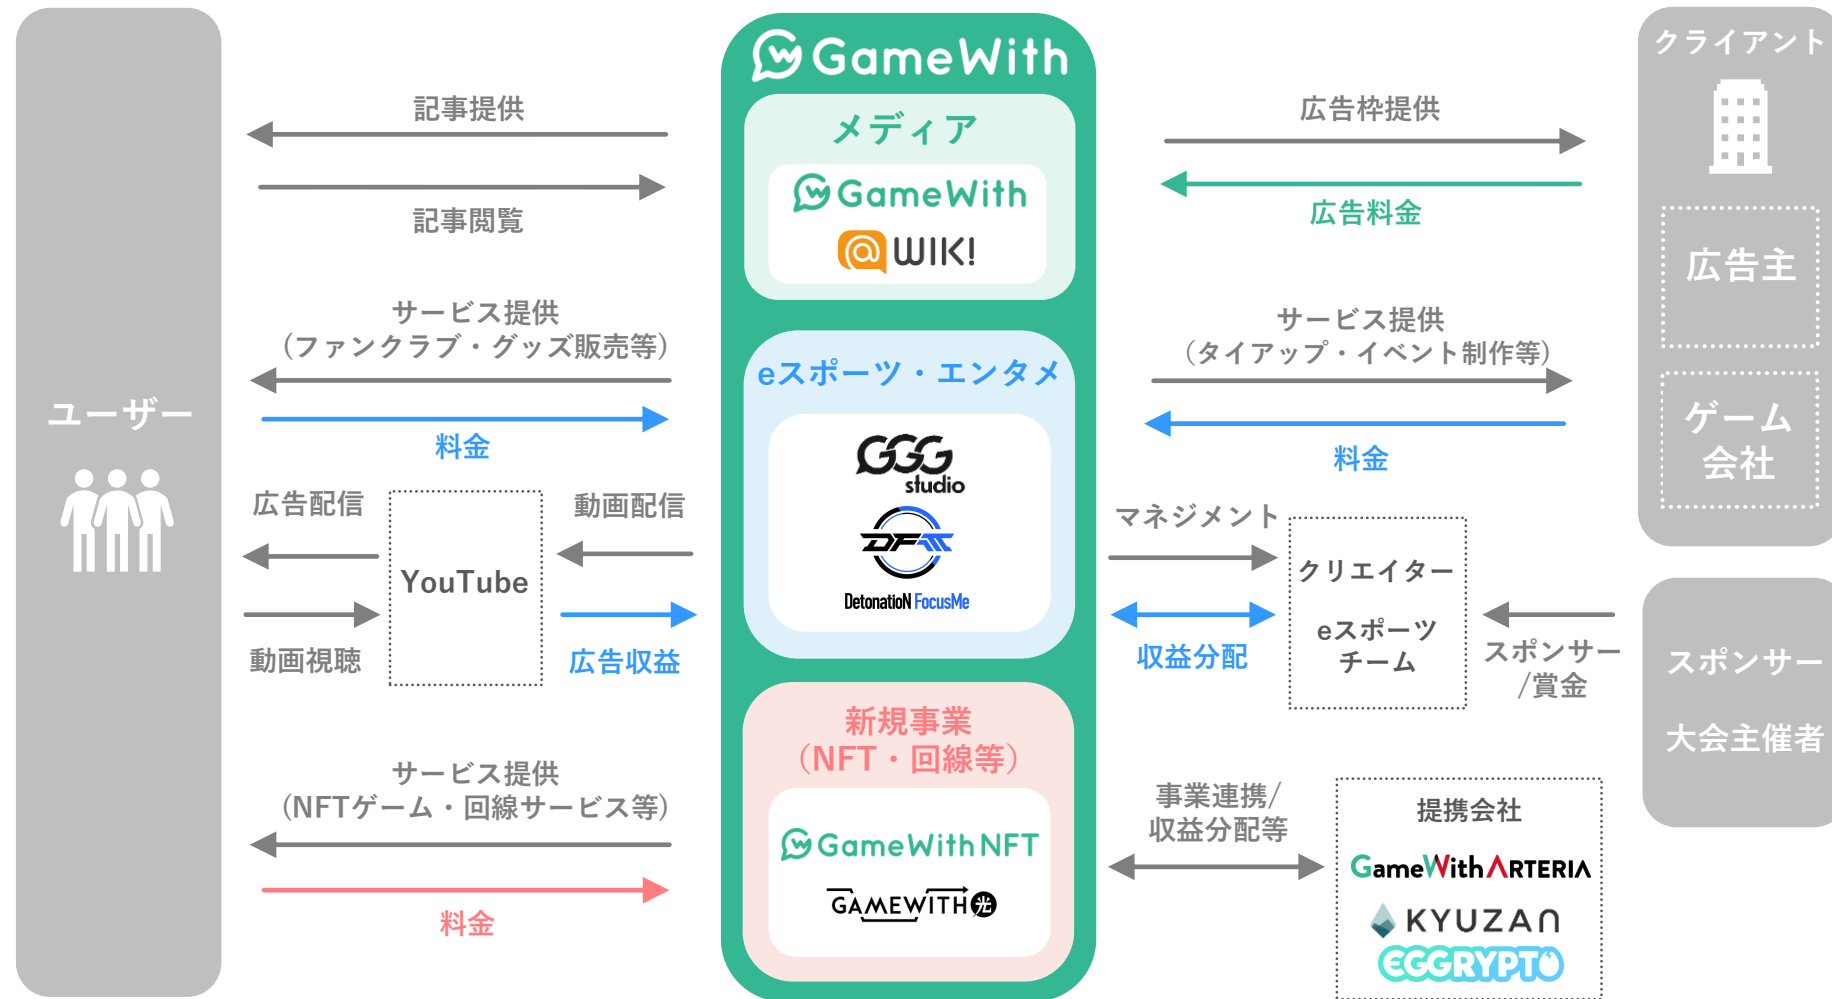 ユーザー
記事提供
記事閲覧
サービス提供
（ファンクラブ・グッズ販売等）
料金
広告配信
動画視聴
YouTube
動画配信
広告収益
サービス提供
（NFTゲーム・回線サービス等）
料金
GameWith
メディア
GameWith
@WIKI
eスポーツ・エンタメ
GGG
studio
DFM
DetonatioN FocusMe
新規事業
（NFT・回線等）
GameWith NFT
GAMEWITH光
広告枠提供
広告料金
サービス提供
（タイアップ・イベント制作等）
料金
マネジメント
収益分配
クリエイター
eスポーツ
チーム
スポンサー
/賞金
事業連携/
収益分配等
提携会社
GameWith ARTERIA
KYUZAN
EGGRYPTO
クライアント
広告主
ゲーム
会社
スポンサー
大会主催者